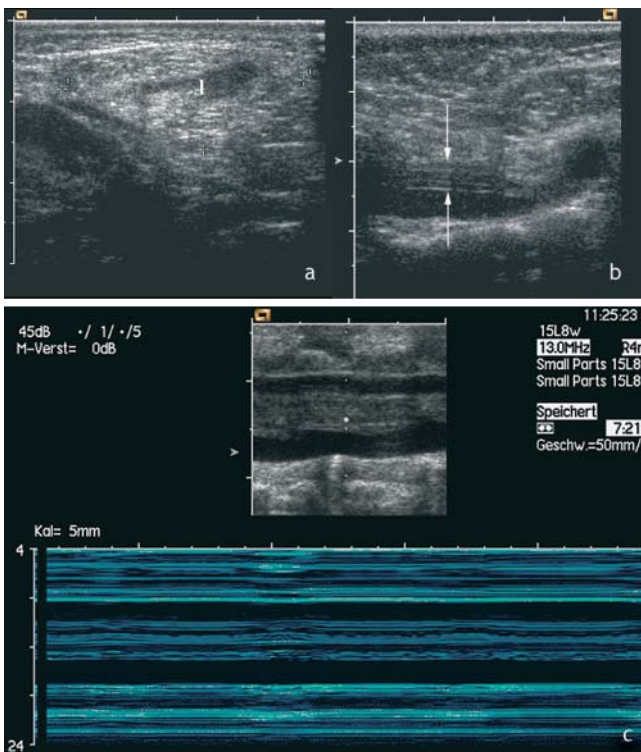 a
b
45dB ·/ 1/ ·/5
M-Verst= 0dB
11:25:23
15L8w
13.0MHz R4m
Small Parts 15L8
Small Parts 15L8
Speichert
7:21
Geschw.=50mm/
Kal= 5mm
4
24
c